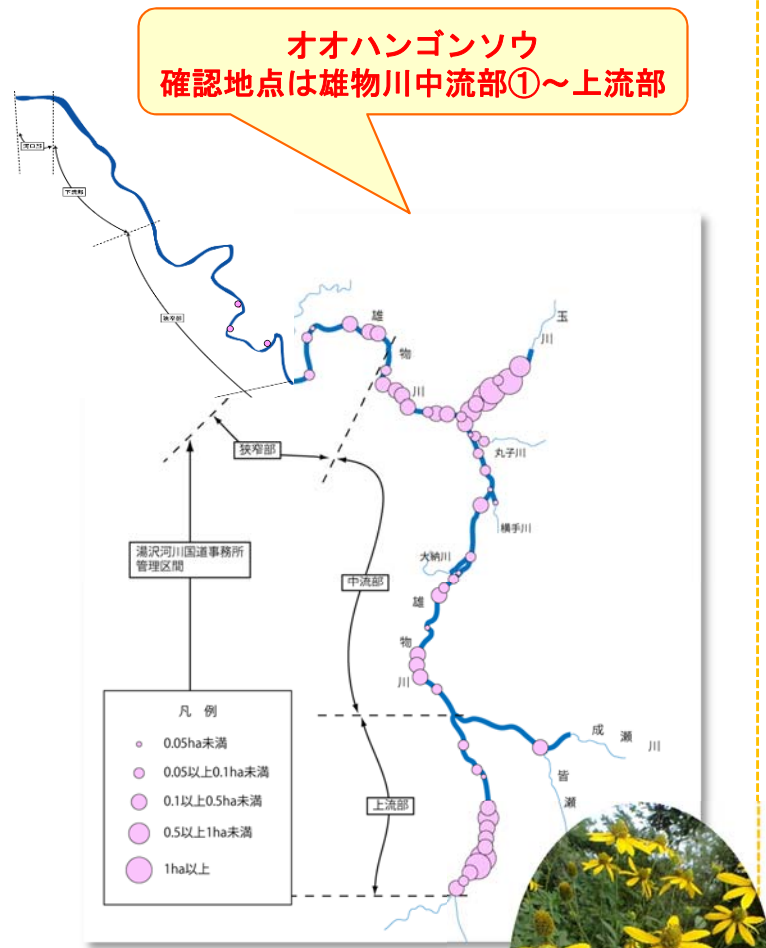 オオハンゴンソウ
確認地点は雄物川中流部①～上流部
河口部
下流部
狭窄部
雄
物
川
玉
川
狭窄部
丸子川
横手川
湯沢河川国道事務所
管理区間
大納川
中流部
雄
物
川
成
瀬
川
皆
瀬
上流部
凡 例
0.05ha未満
0.05以上0.1ha未満
0.1以上0.5ha未満
0.5以上1ha未満
1ha以上